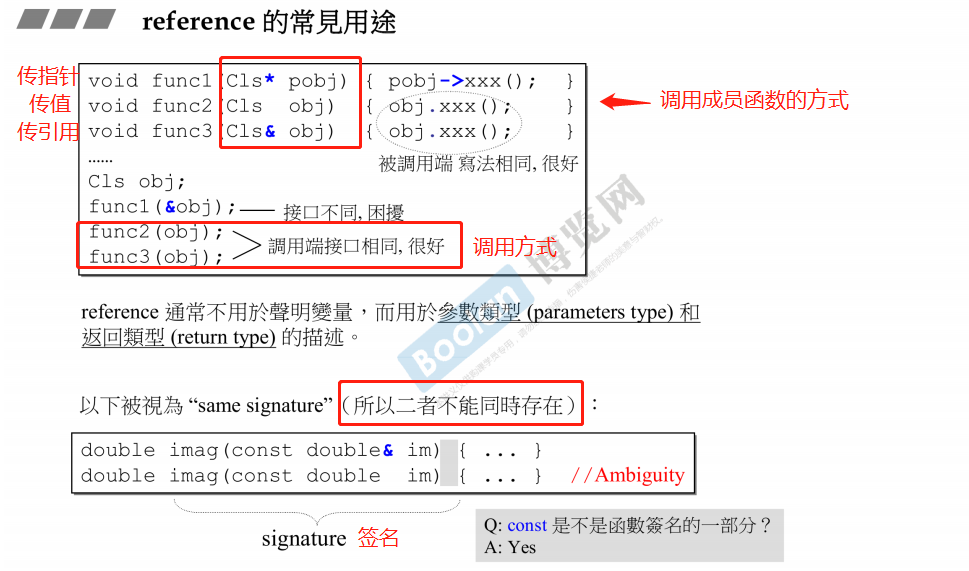 reference 的常見用途
传指针 void func1(Cls* pobj) { pobj->xxx(); }
传值 void func2(Cls obj) { obj.xxx(); } 调用成员函数的方式
传引用 void func3(Cls& obj) { obj.xxx(); }
……
被調用端 寫法相同, 很好
Cls obj;
func1(&obj); 接口不同, 困擾
func2(obj);
調用端接口相同, 很好 调用方式
func3(obj);
Boolan 博览网
reference 通常不用於聲明變量，而用於參數類型 (parameters type) 和
返回類型 (return type) 的描述。
以下被視為 “same signature”（所以二者不能同時存在）：
double imag(const double& im) { ... }
double imag(const double im) { ... } //Ambiguity
signature 签名
Q: const 是不是函數簽名的一部分？
A: Yes